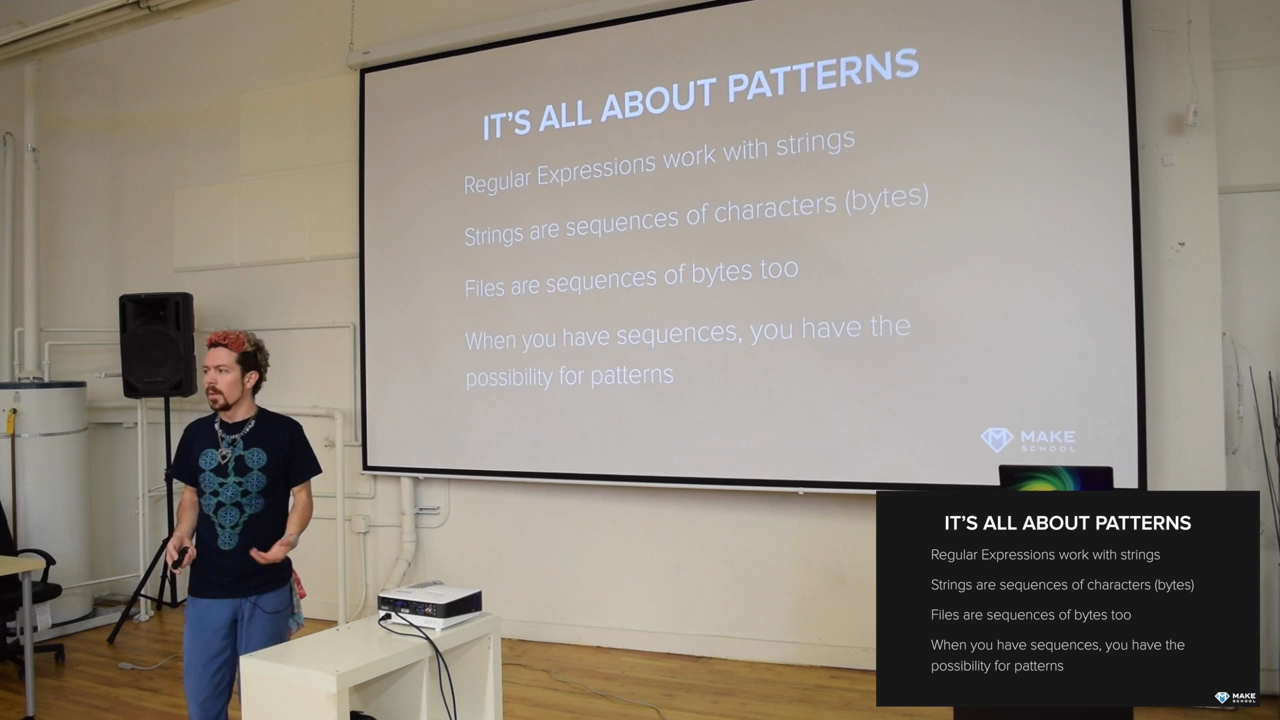 IT'S ALL ABOUT PATTERNS
Regular Expressions work with strings
Strings are sequences of characters (bytes)
Files are sequences of bytes too
When you have sequences, you have the
possibility for patterns
MAKE
SCHOOL
IT'S ALL ABOUT PATTERNS
Regular Expressions work with strings
Strings are sequences of characters (bytes)
Files are sequences of bytes too
When you have sequences, you have the
possibility for patterns
MAKE
SCHOOL